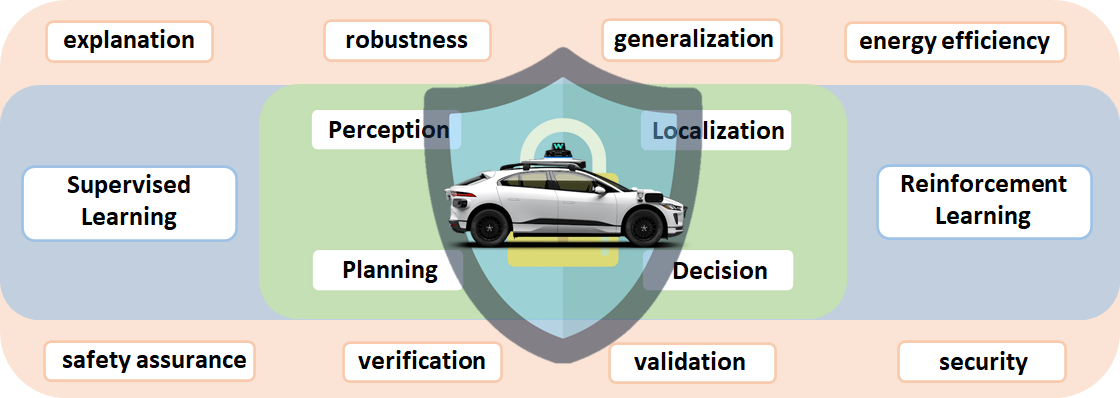 explanation
robustness
generalization
energy efficiency
Perception
Localization
Supervised
Learning
Reinforcement
Learning
W
Planning
Decision
safety assurance
verification
validation
security